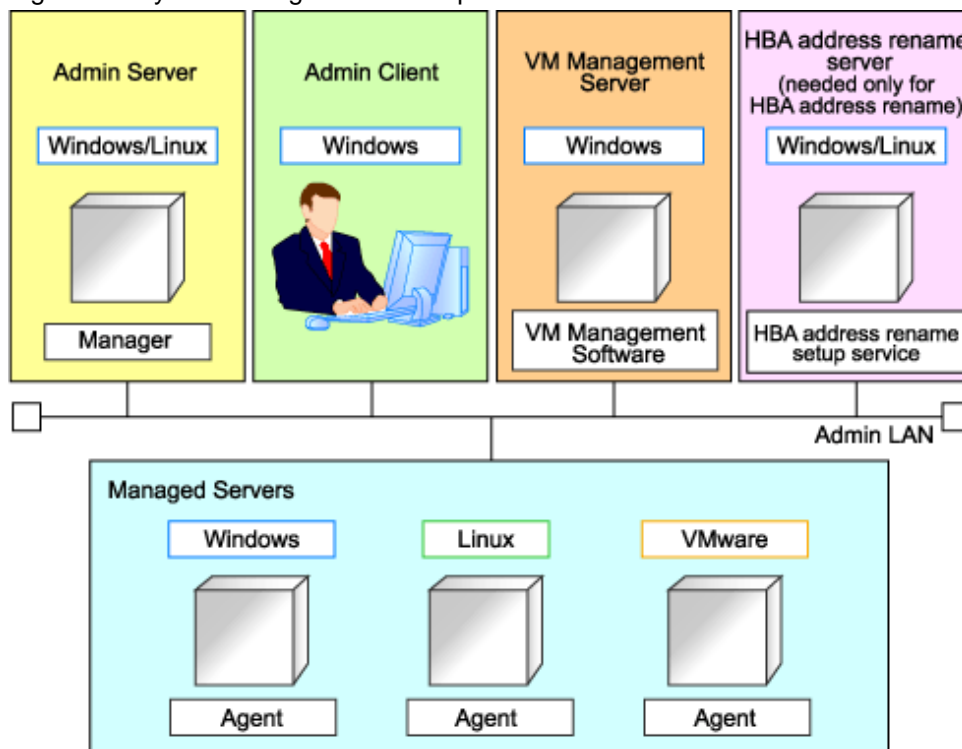 Admin Server
Admin Client
VM Management
Server
HBA address rename
server
(needed only for
HBA address rename)
Windows/Linux
Windows
Windows
Windows/Linux
Manager
VM Management
Software
HBA address rename
setup service
Admin LAN
Managed Servers
Windows
Linux
VMware
Agent
Agent
Agent